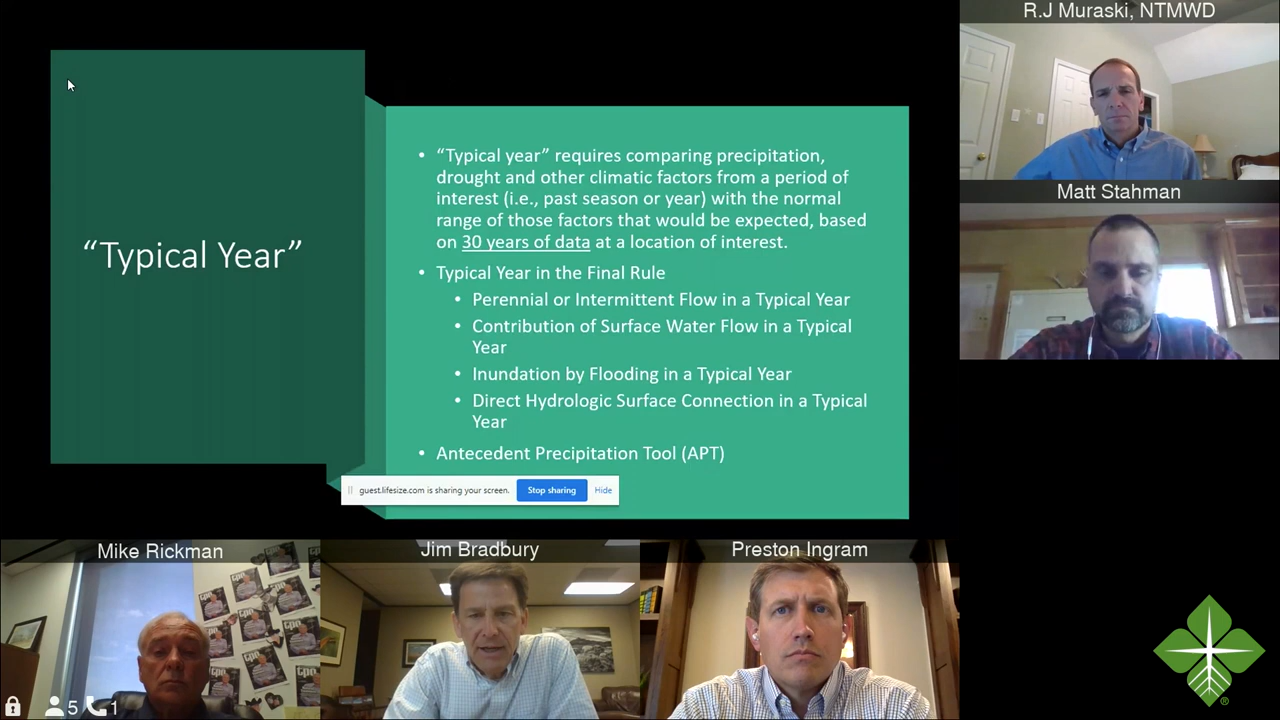 R.J Muraski, NTMWD
“Typical Year”
• “Typical year” requires comparing precipitation,
drought and other climatic factors from a period of
interest (i.e., past season or year) with the normal
range of those factors that would be expected, based
on 30 years of data at a location of interest.
• Typical Year in the Final Rule
• Perennial or Intermittent Flow in a Typical Year
• Contribution of Surface Water Flow in a Typical
Year
• Inundation by Flooding in a Typical Year
• Direct Hydrologic Surface Connection in a Typical
Year
• Antecedent Precipitation Tool (APT)
guest.lifesize.com is sharing your screen. Stop sharing Hide
Matt Stahman
Mike Rickman
Jim Bradbury
Preston Ingram
5 1
®